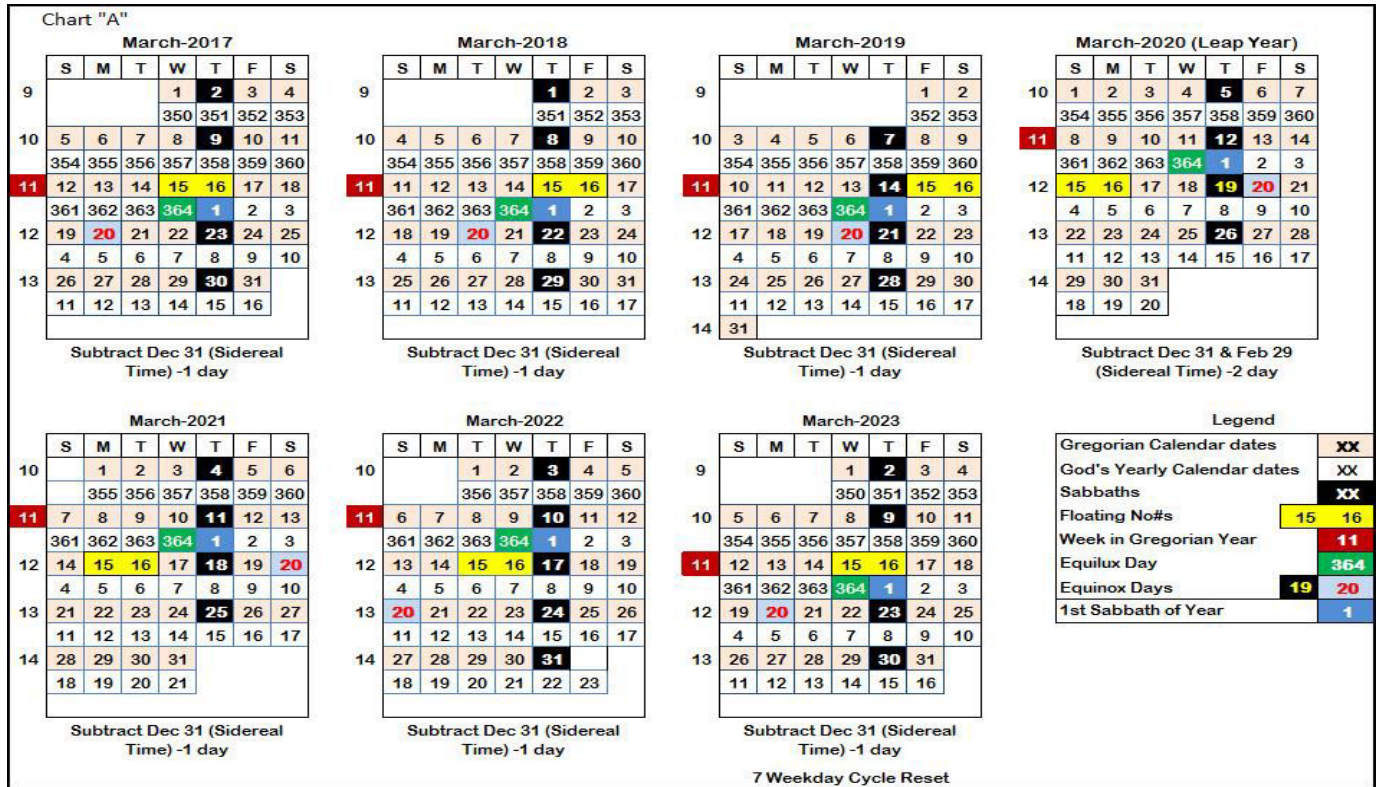 Chart "A"
March-2017
S M T W T F S
9 1 2 3 4
350 351 352 353
10 5 6 7 8 9 10 11
354 355 356 357 358 359 360
11 12 13 14 15 16 17 18
361 362 363 364 1 2 3
12 19 20 21 22 23 24 25
4 5 6 7 8 9 10
13 26 27 28 29 30 31
11 12 13 14 15 16
Subtract Dec 31 (Sidereal
Time) -1 day
March-2018
S M T W T F S
9 1 2 3
351 352 353
10 4 5 6 7 8 9 10
354 355 356 357 358 359 360
11 11 12 13 14 15 16 17
361 362 363 364 1 2 3
12 18 19 20 21 22 23 24
4 5 6 7 8 9 10
13 25 26 27 28 29 30 31
11 12 13 14 15 16 17
Subtract Dec 31 (Sidereal
Time) -1 day
March-2019
S M T W T F S
9 1 2
352 353
10 3 4 5 6 7 8 9
354 355 356 357 358 359 360
11 10 11 12 13 14 15 16
361 362 363 364 1 2 3
12 17 18 19 20 21 22 23
4 5 6 7 8 9 10
13 24 25 26 27 28 29 30
11 12 13 14 15 16 17
14 31
Subtract Dec 31 (Sidereal
Time) -1 day
March-2020 (Leap Year)
S M T W T F S
10 1 2 3 4 5 6 7
354 355 356 357 358 359 360
11 8 9 10 11 12 13 14
361 362 363 364 1 2 3
12 15 16 17 18 19 20 21
4 5 6 7 8 9 10
13 22 23 24 25 26 27 28
11 12 13 14 15 16 17
14 29 30 31
18 19 20
Subtract Dec 31 & Feb 29
(Sidereal Time) -2 day
March-2021
S M T W T F S
10 1 2 3 4 5 6
355 356 357 358 359 360
11 7 8 9 10 11 12 13
361 362 363 364 1 2 3
12 14 15 16 17 18 19 20
4 5 6 7 8 9 10
13 21 22 23 24 25 26 27
11 12 13 14 15 16 17
14 28 29 30 31
18 19 20 21
Subtract Dec 31 (Sidereal
Time) -1 day
March-2022
S M T W T F S
10 1 2 3 4 5
356 357 358 359 360
11 6 7 8 9 10 11 12
361 362 363 364 1 2 3
12 13 14 15 16 17 18 19
4 5 6 7 8 9 10
13 20 21 22 23 24 25 26
11 12 13 14 15 16 17
14 27 28 29 30 31
18 19 20 21 22 23
Subtract Dec 31 (Sidereal
Time) -1 day
March-2023
S M T W T F S
9 1 2 3 4
350 351 352 353
10 5 6 7 8 9 10 11
354 355 356 357 358 359 360
11 12 13 14 15 16 17 18
361 362 363 364 1 2 3
12 19 20 21 22 23 24 25
4 5 6 7 8 9 10
13 26 27 28 29 30 31
11 12 13 14 15 16
Subtract Dec 31 (Sidereal
Time) -1 day
7 Weekday Cycle Reset
Legend
Gregorian Calendar dates XX
God's Yearly Calendar dates XX
Sabbaths XX
Floating No#s 15 16
Week in Gregorian Year 11
Equilux Day 364
Equinox Days 19 20
1st Sabbath of Year 1